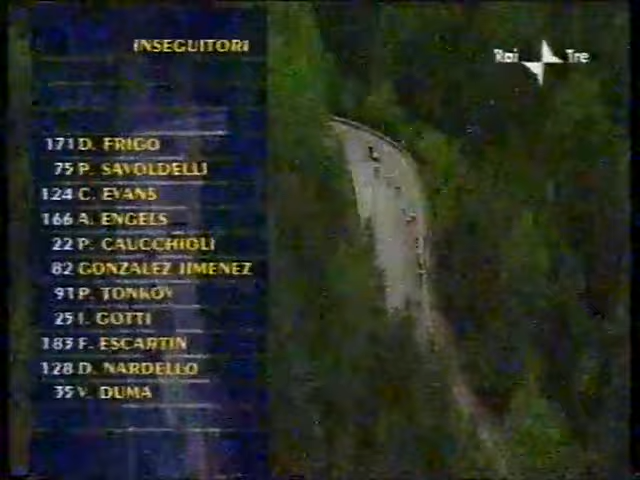 INSEGUITORI
Rai Tre
171 D. FRIGO
75 P. SAVOLDELLI
124 C. EVANS
166 A. ENGELS
22 P. CAUCCHIOLI
82 GONZALEZ JIMENEZ
91 P. TONKOV
25 I. GOTTI
183 F. ESCARTIN
128 D. NARDELLO
35 V. DUMA